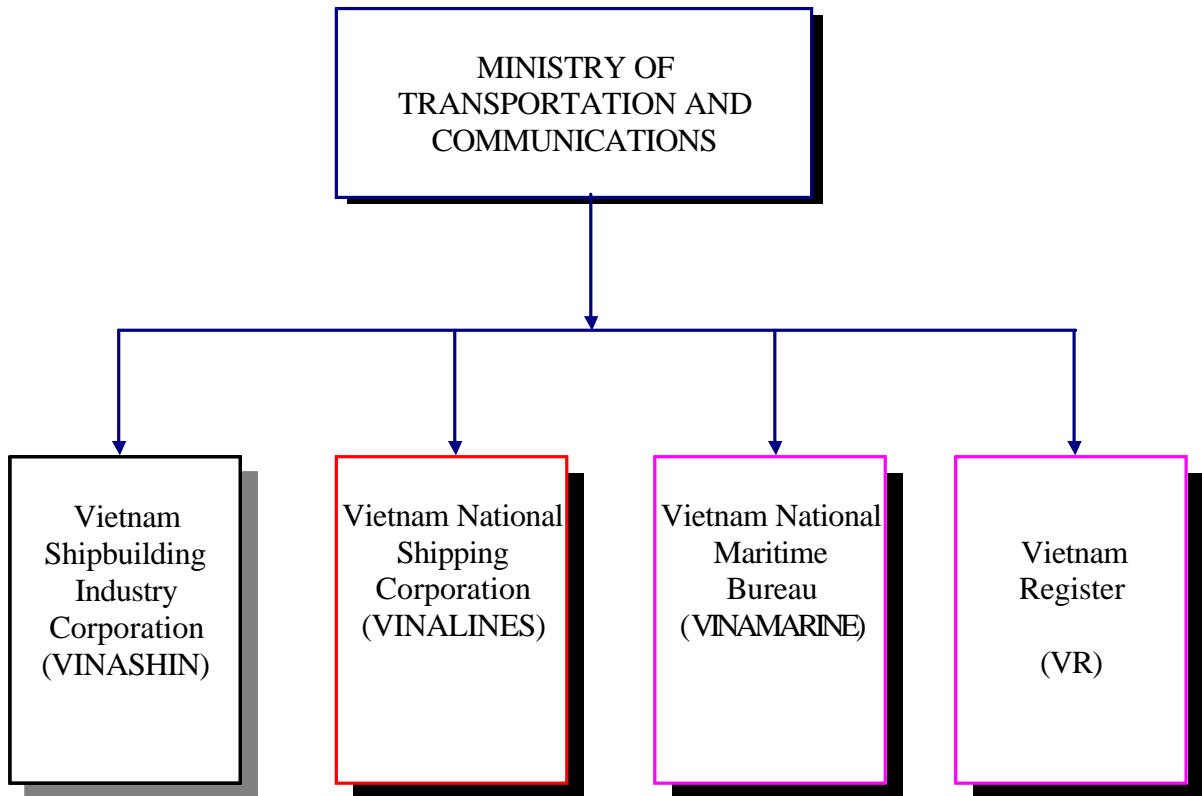 MINISTRY OF
TRANSPORTATION AND
COMMUNICATIONS
Vietnam
Shipbuilding
Industry
Corporation
(VINASHIN)
Vietnam National
Shipping
Corporation
(VINALINES)
Vietnam National
Maritime
Bureau
(VINAMARINE)
Vietnam
Register
(VR)